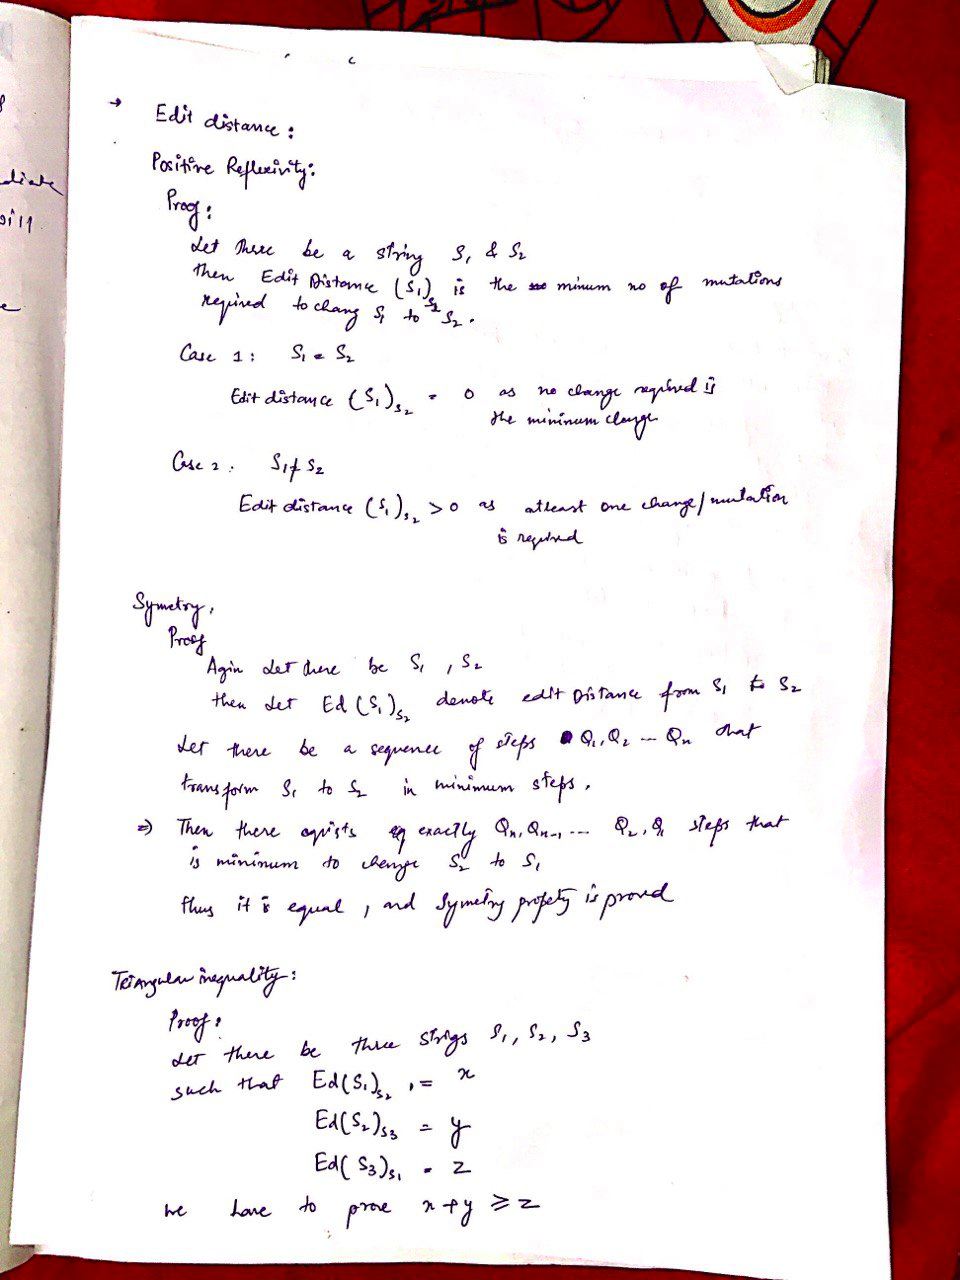 diate
→ Edit distance :
Positive Reflexivity:
Proof :
Let there be a string S₁ & S₂
then Edit Distance (S₁)S₂ is the minum no of mutations
required to chang S₁ to S₂ .
Case 1 : S₁ = S₂
Edit distance (S₁)S₂ = 0 as no change required is
the mininum change
Case 2 . S₁ ≠ S₂
Edit distance (S₁)S₂ > 0 as atleast one change/mutation
is required
Symetry,
Proof
Agin Let there be S₁ , S₂
then Let Ed (S₁)S₂ denote edit Distance from S₁ to S₂
Let there be a sequence of steps Q₁, Q₂ --- Qn that
transform S₁ to S₂ in minimum steps .
⇒ Then there exists exactly Qn, Qn-1, --- Q₂, Q₁ steps that
is mininum to change S₂ to S₁
thus it is equal , and Symetry propety is proved
Triangular inequality :
Proof :
Let there be three strigs S₁, S₂, S₃
such that Ed(S₁)S₂ , = x
Ed(S₂)S₃ = y
Ed( S₃)S₁ = z
we have to prove x + y ≥ z